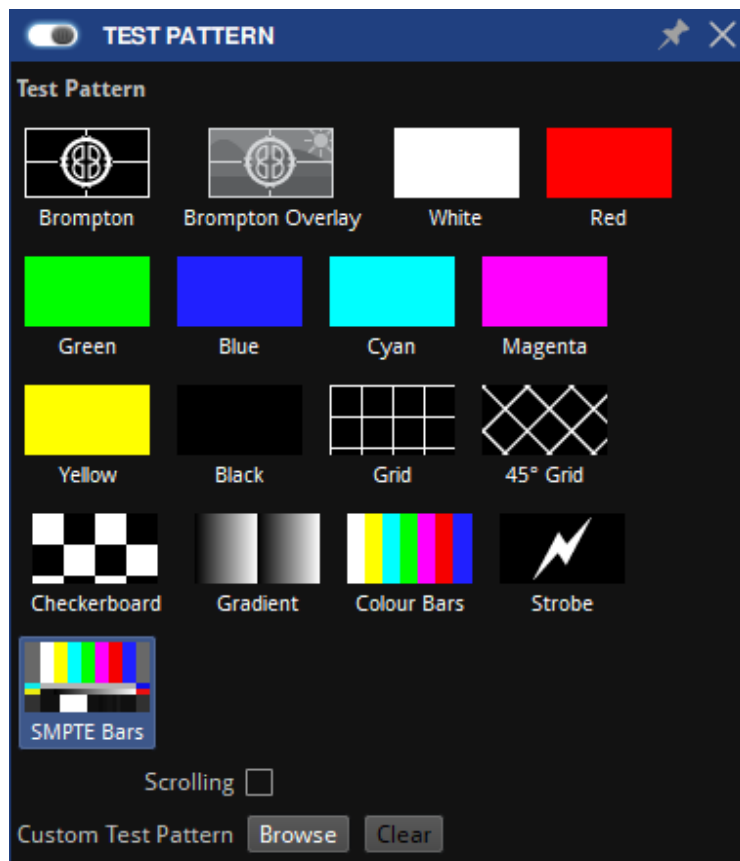 TEST PATTERN
Test Pattern
Brompton Brompton Overlay White Red
Green Blue Cyan Magenta
Yellow Black Grid 45° Grid
Checkerboard Gradient Colour Bars Strobe
SMPTE Bars
Scrolling
Custom Test Pattern Browse Clear